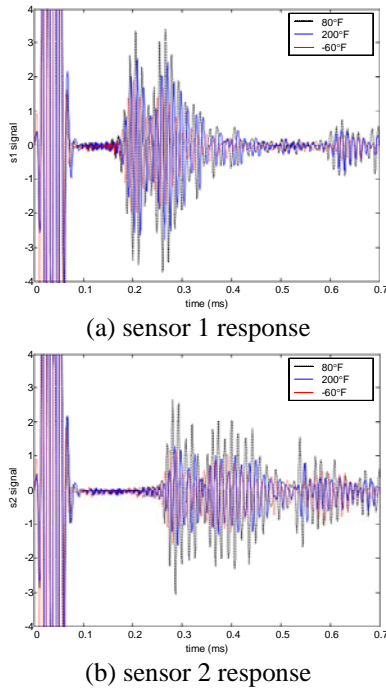 4
3
2
1
0
-1
-2
-3
-4
s1 signal
80°F
200°F
-60°F
0 0.1 0.2 0.3 0.4 0.5 0.6 0.7
time (ms)
(a) sensor 1 response
4
3
2
1
0
-1
-2
-3
-4
s2 signal
80°F
200°F
-60°F
0 0.1 0.2 0.3 0.4 0.5 0.6 0.7
time (ms)
(b) sensor 2 response